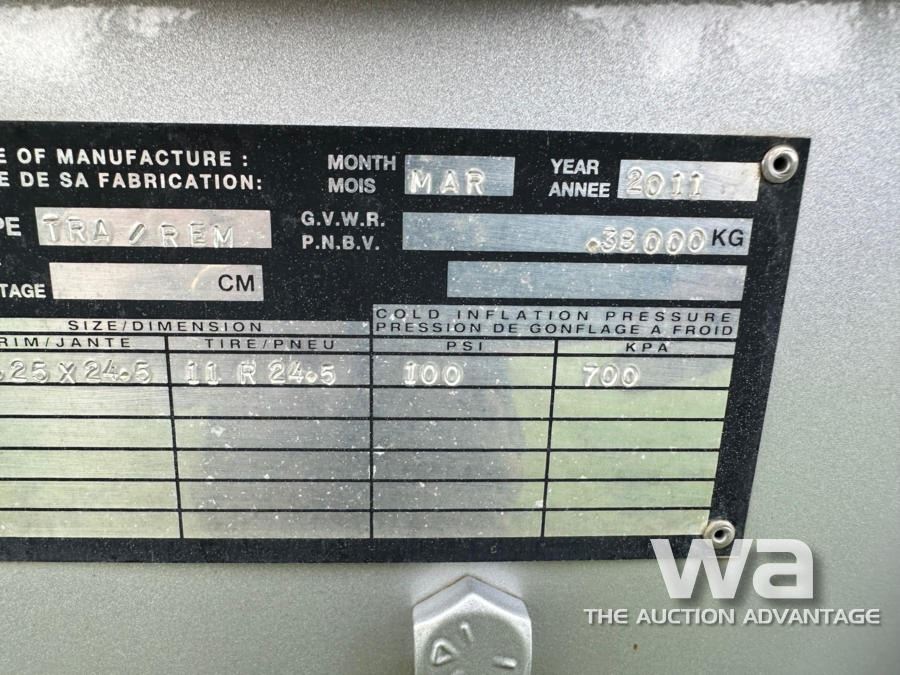 E OF MANUFACTURE :
E DE SA FABRICATION:
MONTH
MOIS
MAR
YEAR
ANNEE
2011
PE TRA/REM
G.V.W.R.
P.N.B.V.
.38000 KG
TAGE
CM
SIZE/DIMENSION
COLD INFLATION PRESSURE
PRESSION DE GONFLAGE A FROID
RIM/JANTE TIRE/PNEU PSI KPA
.25 X 24.5 11 R 24.5 100 700
wa
THE AUCTION ADVANTAGE